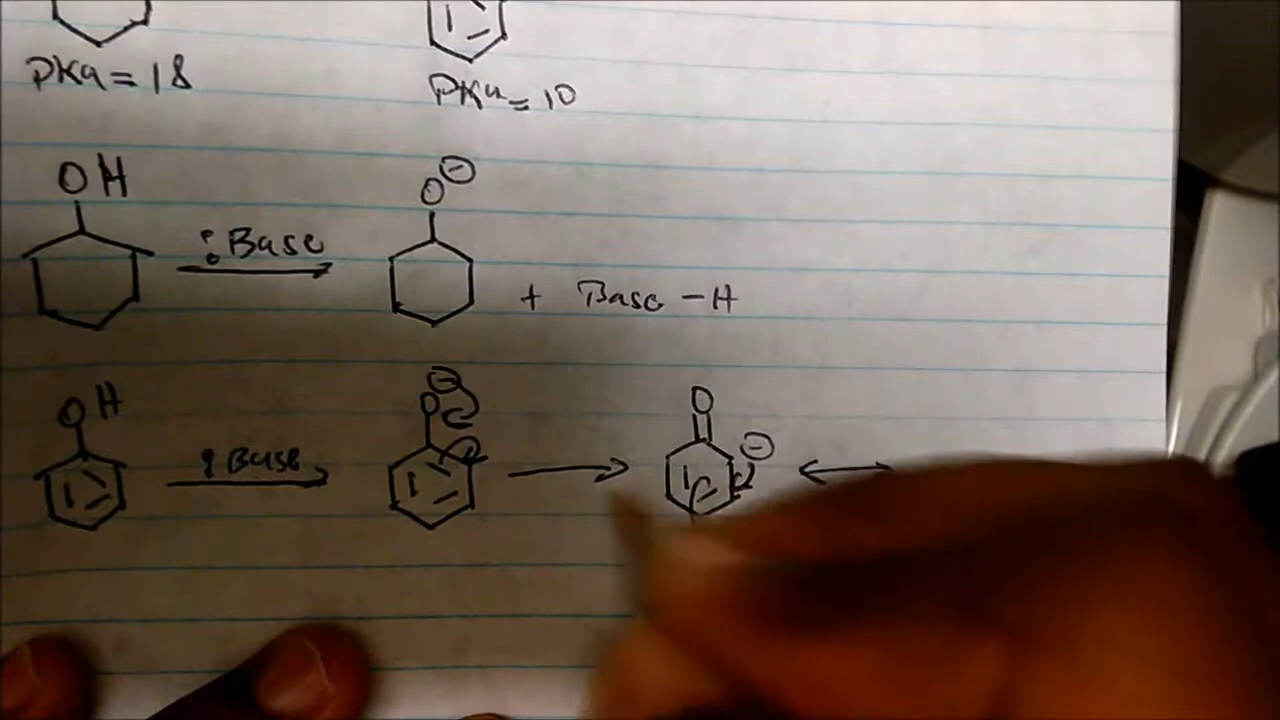 PKa = 18
PKa = 10
OH
O⊖
:Base
+ Base-H
OH
O⊖
:Base
O
⊖